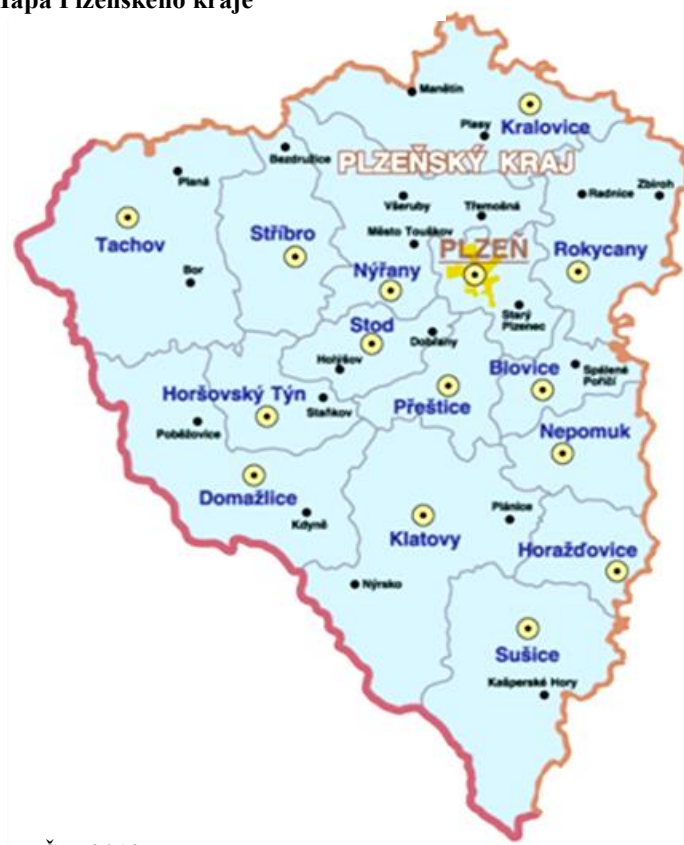 Mapa Plzeňského kraje
Manětín
Kralovice
Plasy
Bezdružice
PLZEŇSKÝ KRAJ
Planá
Radnice
Zbiroh
Všeruby
Třemošná
Tachov
Stříbro
Město Touškov
PLZEŇ
Rokycany
Nýřany
Bor
Starý
Plzenec
Stod
Dobřany
Holýšov
Blovice
Spálené
Poříčí
Horšovský Týn
Staňkov
Přeštice
Poběžovice
Nepomuk
Domažlice
Kdyně
Klatovy
Plánice
Horažďovice
Nýrsko
Sušice
Kašperské Hory